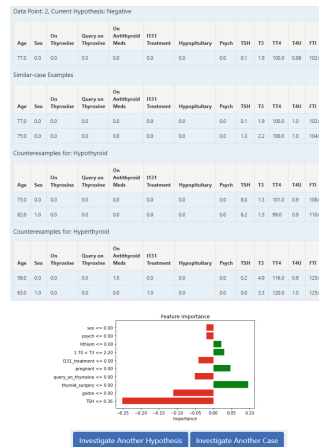 Data Point: 2, Current Hypothesis: Negative
Age Sex On Thyroxine Query on Thyroxine On Antithyroid Meds I131 Treatment Hypopituitary Psych TSH T3 TT4 T4U FTI
77.0 0.0 0.0 0.0 0.0 0.0 0.0 0.0 0.1 1.9 100.0 0.98 102.
Similar-case Examples
Age Sex On Thyroxine Query on Thyroxine On Antithyroid Meds I131 Treatment Hypopituitary Psych TSH T3 TT4 T4U FTI
77.0 0.0 0.0 0.0 0.0 0.0 0.0 0.0 0.1 1.9 100.0 1.0 102.
75.0 0.0 0.0 0.0 0.0 0.0 0.0 0.0 1.3 2.2 100.0 1.0 104.
Counterexamples for: Hypothyroid
Age Sex On Thyroxine Query on Thyroxine On Antithyroid Meds I131 Treatment Hypopituitary Psych TSH T3 TT4 T4U FTI
73.0 0.0 0.0 0.0 0.0 0.0 0.0 0.0 8.0 1.3 101.0 0.9 108.
82.0 1.0 0.0 0.0 0.0 0.0 0.0 0.0 6.2 1.3 99.0 0.9 110.
Counterexamples for: Hyperthyroid
Age Sex On Thyroxine Query on Thyroxine On Antithyroid Meds I131 Treatment Hypopituitary Psych TSH T3 TT4 T4U FTI
59.0 0.0 0.0 0.0 1.0 0.0 0.0 0.0 0.2 4.9 116.0 0.9 123.
63.0 1.0 0.0 0.0 0.0 1.0 0.0 0.0 0.0 3.3 120.0 1.0 125.
Feature Importance
sex <= 0.00
psych <= 0.00
lithium <= 0.00
1.70 < T3 <= 2.20
I131_treatment <= 0.00
pregnant <= 0.00
query_on_thyroxine <= 0.00
thyroid_surgery <= 0.00
goitre <= 0.00
TSH <= 0.36
−0.25 −0.20 −0.15 −0.10 −0.05 0.00 0.05 0.10
Importance
Investigate Another Hypothesis
Investigate Another Case